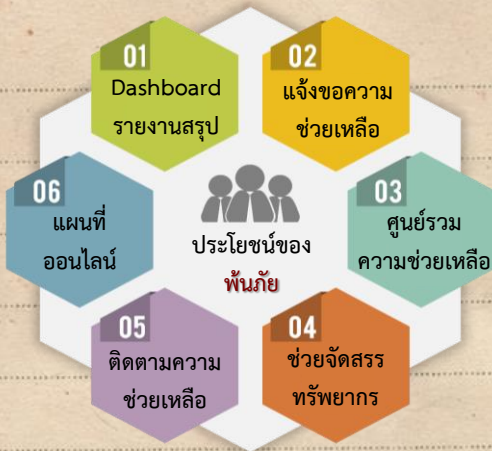 01
Dashboard
รายงานสรุป
02
แจ้งขอความ
ช่วยเหลือ
03
ศูนย์รวม
ความช่วยเหลือ
04
ช่วยจัดสรร
ทรัพยากร
05
ติดตามความ
ช่วยเหลือ
06
แผนที่
ออนไลน์
ประโยชน์ของ
พ้นภัย